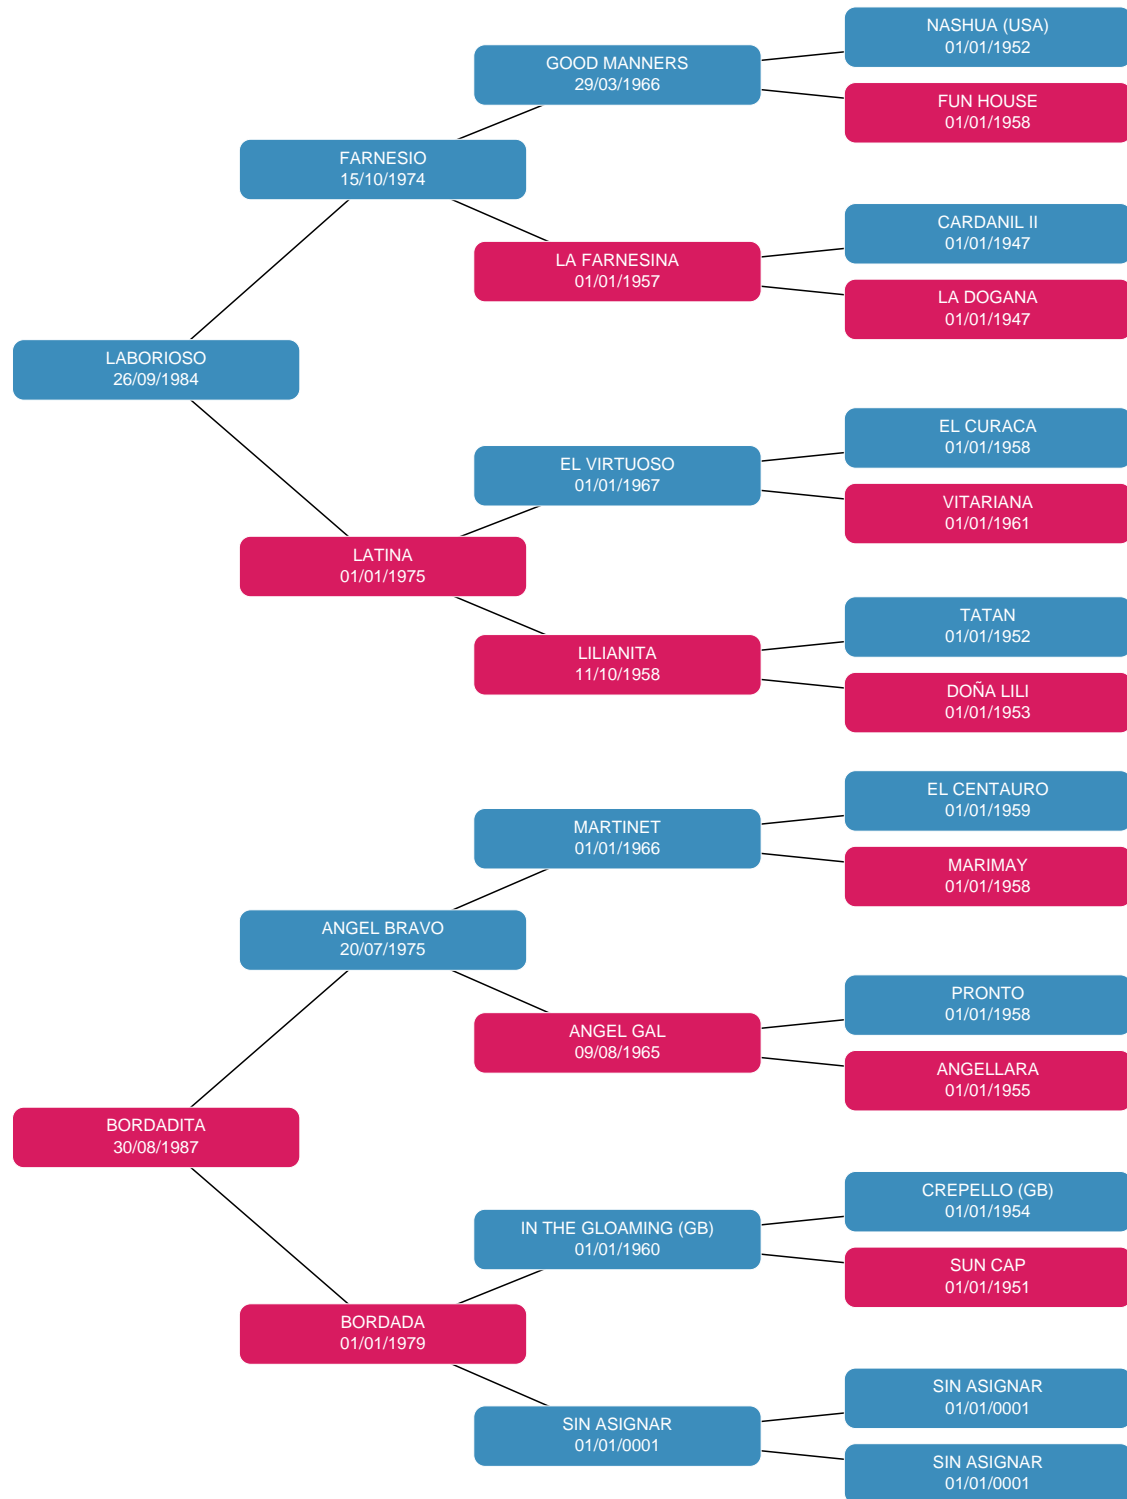 NASHUA (USA)
01/01/1952
GOOD MANNERS
29/03/1966
FUN HOUSE
01/01/1958
FARNESIO
15/10/1974
CARDANIL II
01/01/1947
LA FARNESINA
01/01/1957
LA DOGANA
01/01/1947
LABORIOSO
26/09/1984
EL CURACA
01/01/1958
EL VIRTUOSO
01/01/1967
VITARIANA
01/01/1961
LATINA
01/01/1975
TATAN
01/01/1952
LILIANITA
11/10/1958
DOÑA LILI
01/01/1953
EL CENTAURO
01/01/1959
MARTINET
01/01/1966
MARIMAY
01/01/1958
ANGEL BRAVO
20/07/1975
PRONTO
01/01/1958
ANGEL GAL
09/08/1965
ANGELLARA
01/01/1955
BORDADITA
30/08/1987
CREPELLO (GB)
01/01/1954
IN THE GLOAMING (GB)
01/01/1960
SUN CAP
01/01/1951
BORDADA
01/01/1979
SIN ASIGNAR
01/01/0001
SIN ASIGNAR
01/01/0001
SIN ASIGNAR
01/01/0001